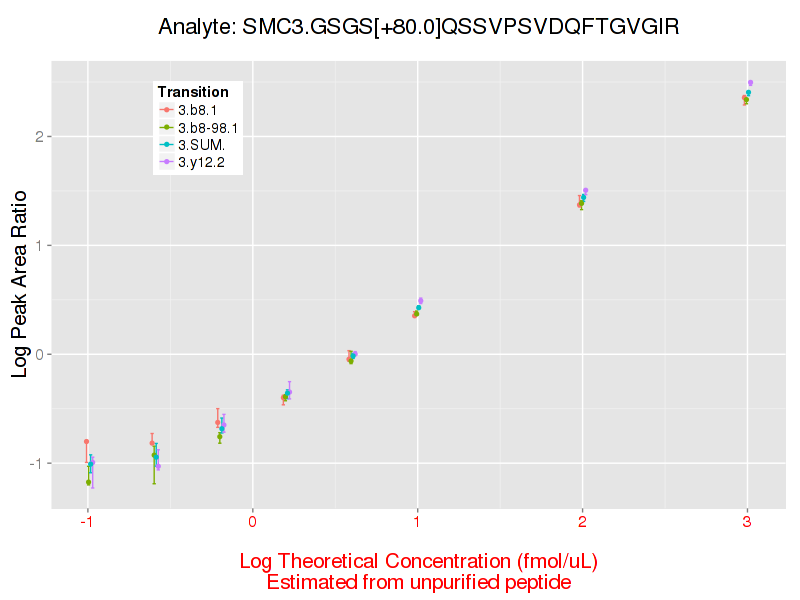 Analyte: SMC3.GSGS[+80.0]QSSVPSVDQFTGVGIR
Transition
3.b8.1
3.b8-98.1
3.SUM.
3.y12.2
Log Peak Area Ratio
2
1
0
-1
-1 0 1 2 3
Log Theoretical Concentration (fmol/uL)
Estimated from unpurified peptide